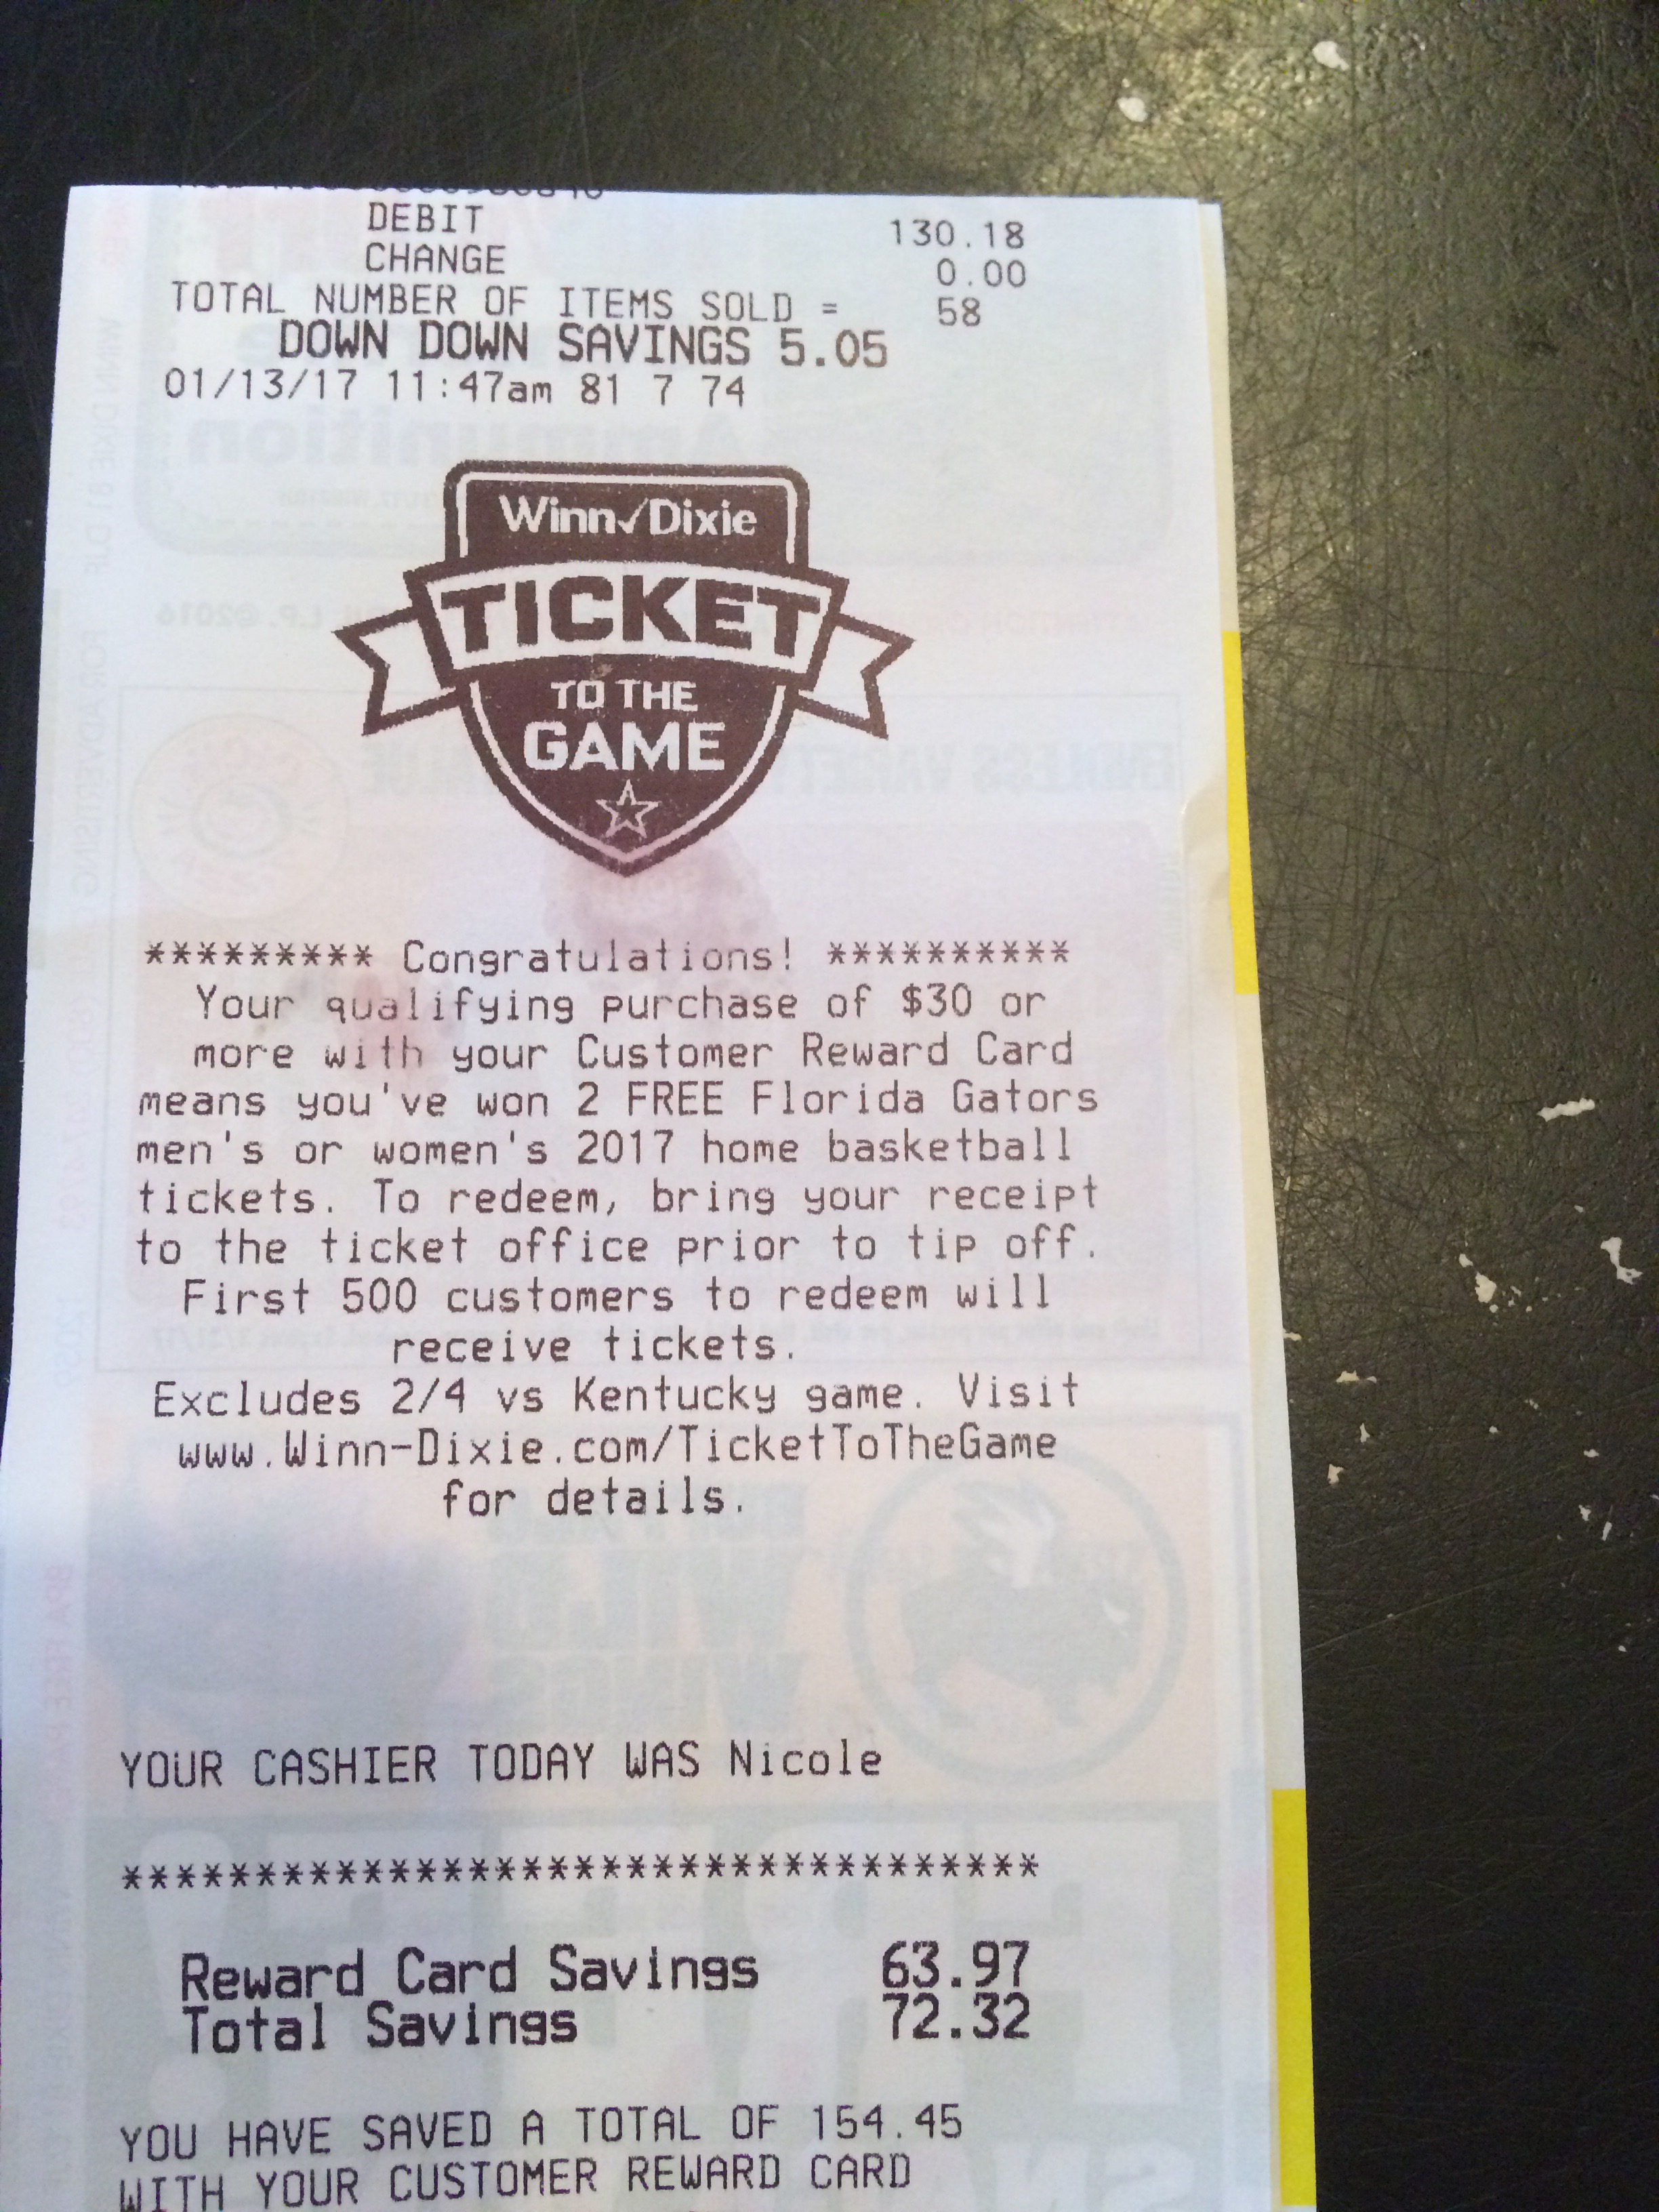 DEBIT 130.18
CHANGE 0.00
TOTAL NUMBER OF ITEMS SOLD = 58
DOWN DOWN SAVINGS 5.05
01/13/17 11:47am 81 7 74
Winn✓Dixie
TICKET
TO THE
GAME
********* Congratulations! **********
Your qualifying purchase of $30 or
more with your Customer Reward Card
means you've won 2 FREE Florida Gators
men's or women's 2017 home basketball
tickets. To redeem, bring your receipt
to the ticket office prior to tip off.
First 500 customers to redeem will
receive tickets.
Excludes 2/4 vs Kentucky game. Visit
www.Winn-Dixie.com/TicketToTheGame
for details.
YOUR CASHIER TODAY WAS Nicole
***********************************
Reward Card Savings 63.97
Total Savings 72.32
YOU HAVE SAVED A TOTAL OF 154.45
WITH YOUR CUSTOMER REWARD CARD